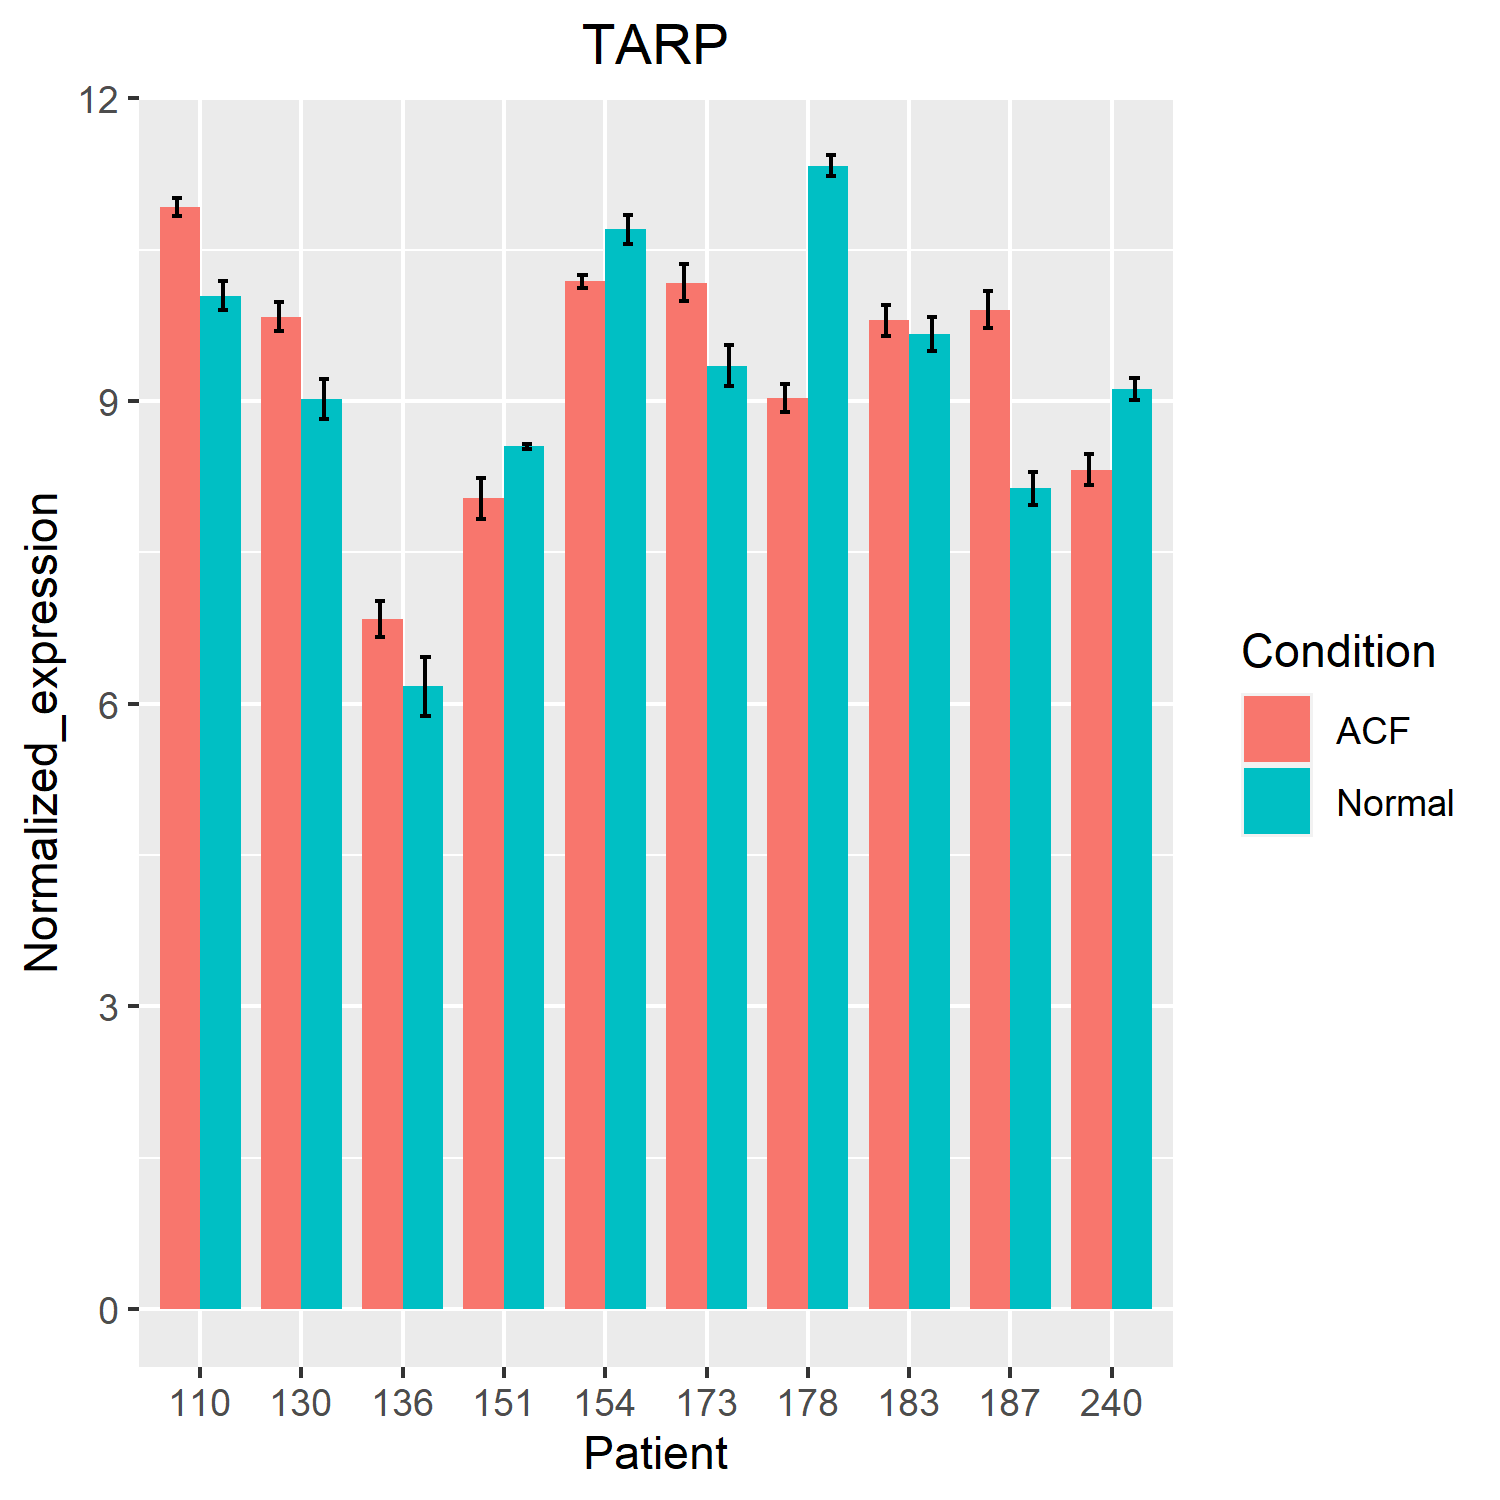 TARP
12
9
6
3
0
Normalized_expression
110 130 136 151 154 173 178 183 187 240
Patient
Condition
ACF
Normal